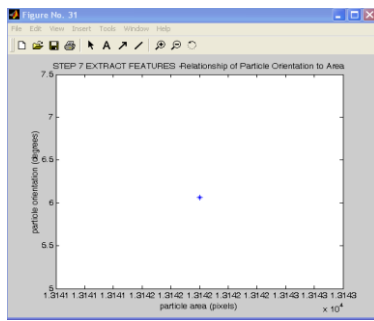 Figure No. 31
File Edit View Insert Tools Window Help
STEP 7 EXTRACT FEATURES -Relationship of Particle Orientation to Area
7.5
7
6.5
6
5.5
5
particle orientation (degrees)
1.3141 1.3141 1.3141 1.3142 1.3142 1.3142 1.3142 1.3142 1.3143 1.3143 1.3143
particle area (pixels)
x 10^4